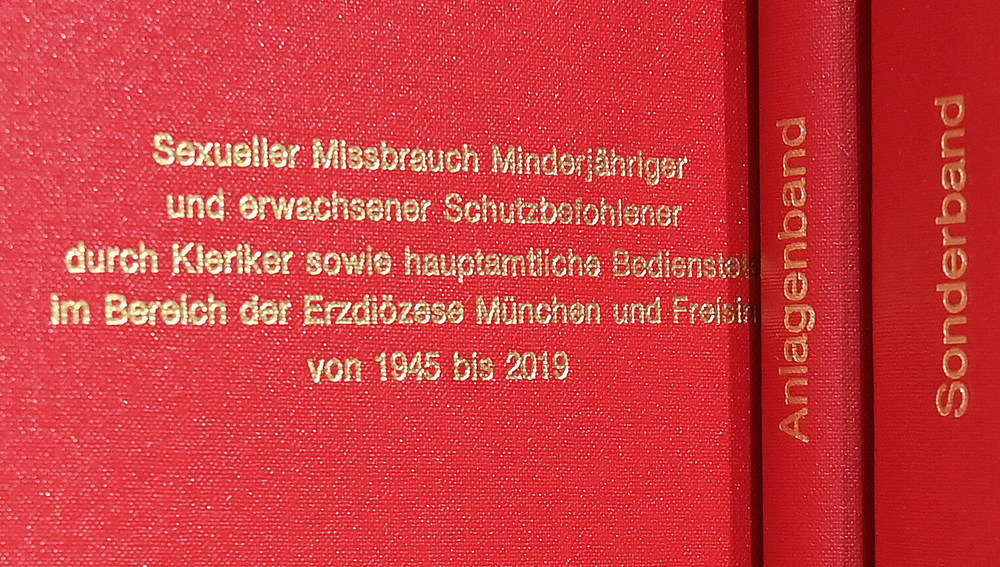 Sexueller Missbrauch Minderjähriger
und erwachsener Schutzbefohlener
durch Kleriker sowie hauptamtliche
im Bereich der Erzdiözese München und
von 1945 bis 2019
Anlagenband
Sonderband